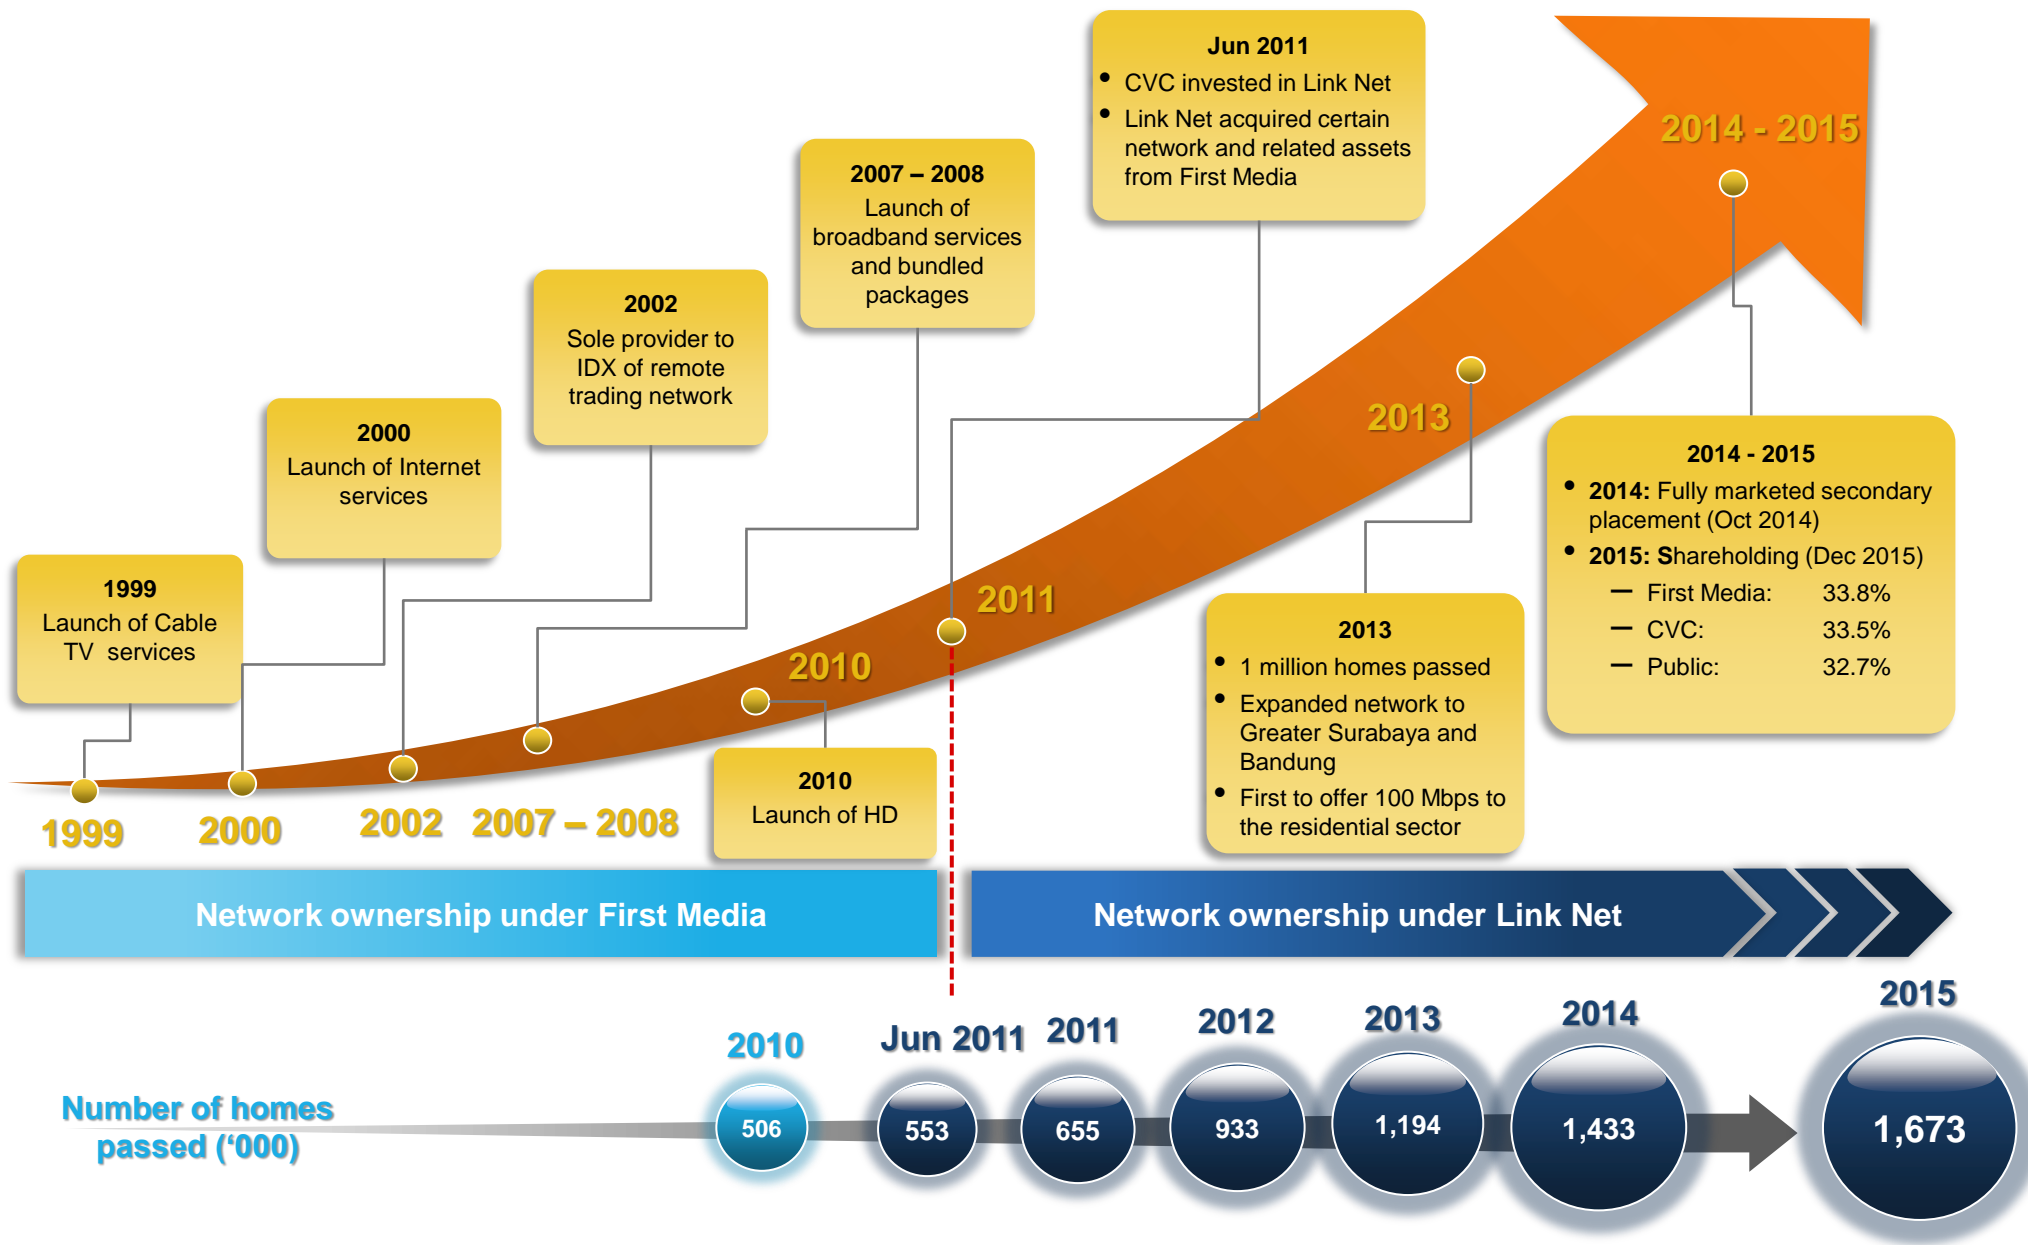 Jun 2011
• CVC invested in Link Net
• Link Net acquired certain
network and related assets
from First Media
2007 – 2008
Launch of
broadband services
and bundled
packages
2002
Sole provider to
IDX of remote
trading network
2000
Launch of Internet
services
1999
Launch of Cable
TV services
2014 - 2015
2013
2011
2010
1999
2000
2002
2007 – 2008
2010
Launch of HD
2013
• 1 million homes passed
• Expanded network to
Greater Surabaya and
Bandung
• First to offer 100 Mbps to
the residential sector
2014 - 2015
• 2014: Fully marketed secondary
placement (Oct 2014)
• 2015: Shareholding (Dec 2015)
– First Media: 33.8%
– CVC: 33.5%
– Public: 32.7%
Network ownership under First Media
Network ownership under Link Net
Number of homes
passed (‘000)
2010
506
Jun 2011
553
2011
655
2012
933
2013
1,194
2014
1,433
2015
1,673